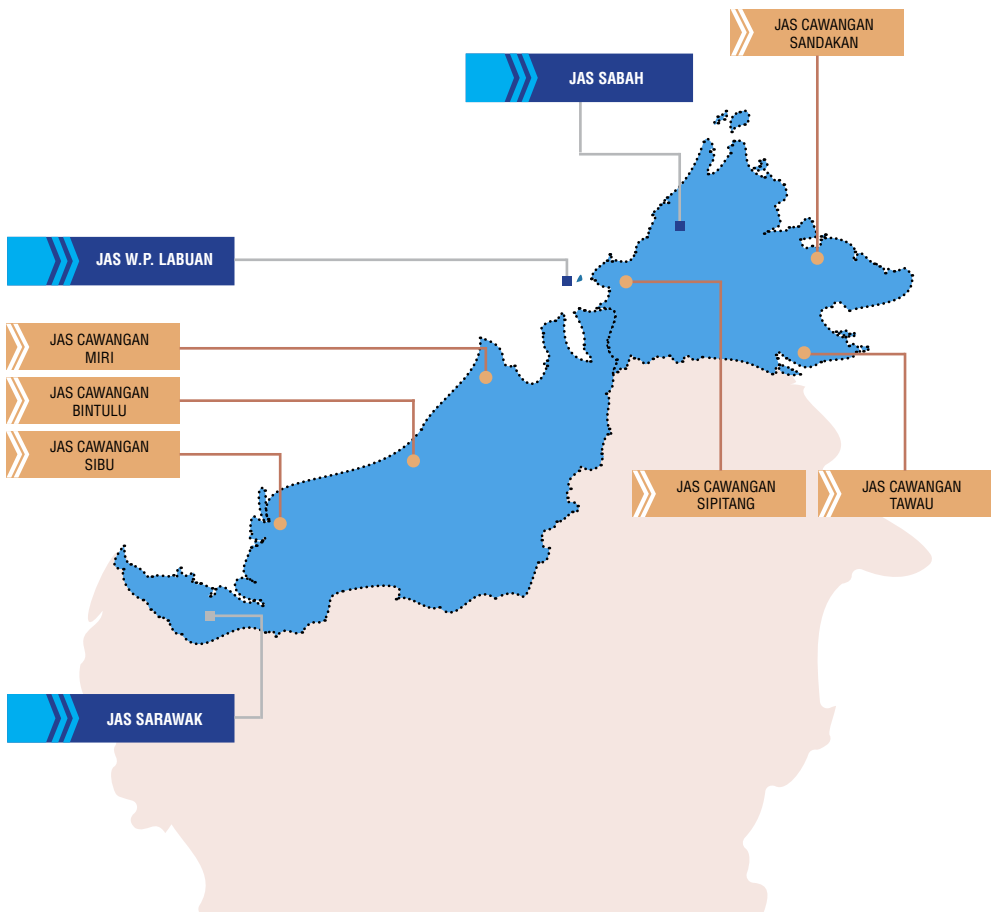 JAS CAWANGAN
SANDAKAN
JAS SABAH
JAS W.P. LABUAN
JAS CAWANGAN
MIRI
JAS CAWANGAN
BINTULU
JAS CAWANGAN
SIBU
JAS CAWANGAN
SIPITANG
JAS CAWANGAN
TAWAU
JAS SARAWAK